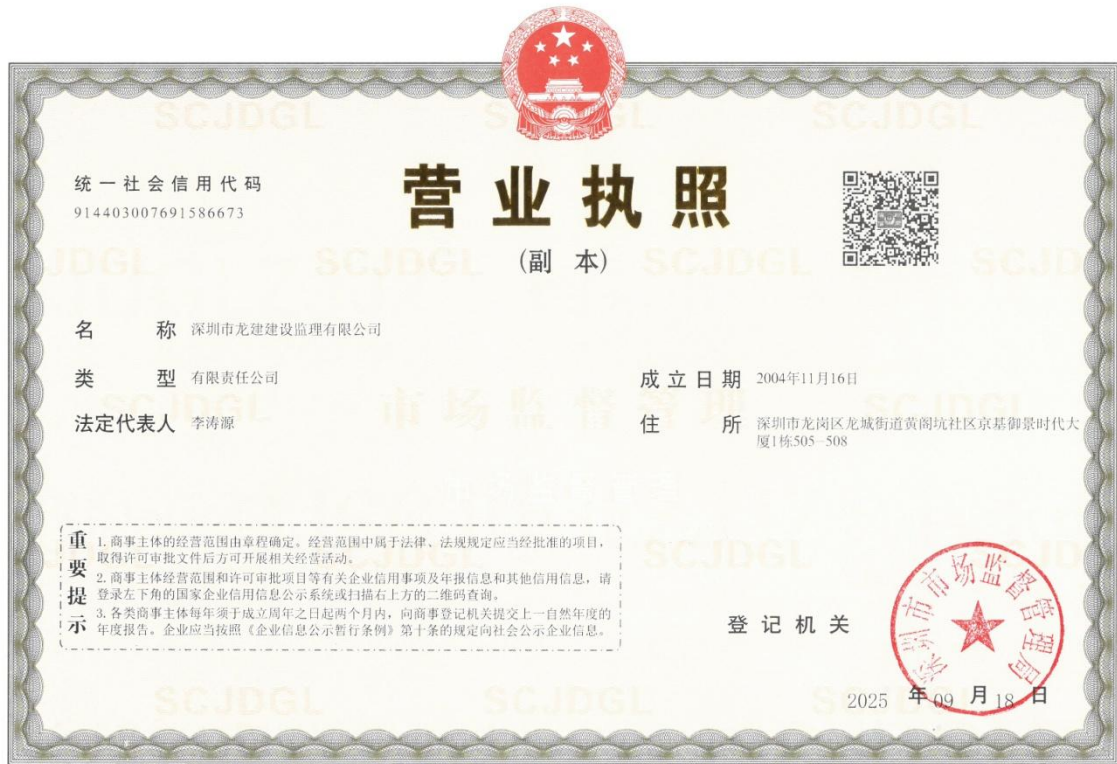 统一社会信用代码
914403007691586673
营业执照
(副 本)
名 称 深圳市龙建建设监理有限公司
类 型 有限责任公司
成立日期 2004年11月16日
法定代表人 李涛源
住 所 深圳市龙岗区龙城街道黄阁坑社区京基御景时代大
厦1栋505-508
重要提示
1. 商事主体的经营范围由章程确定。经营范围中属于法律、法规规定应当经批准的项目,
取得许可审批文件后方可开展相关经营活动。
2. 商事主体经营范围和许可审批项目等有关企业信用事项及年报信息和其他信用信息,请
登录左下角的国家企业信用信息公示系统或扫描右上方的二维码查询。
3. 各类商事主体每年须于成立周年之日起两个月内,向商事登记机关提交上一自然年度的
年度报告。企业应当按照《企业信息公示暂行条例》第十条的规定向社会公示企业信息。
登记机关
深圳市市场监督管理局
2025 年 09 月 18 日
SCJDGL
市场监督管理